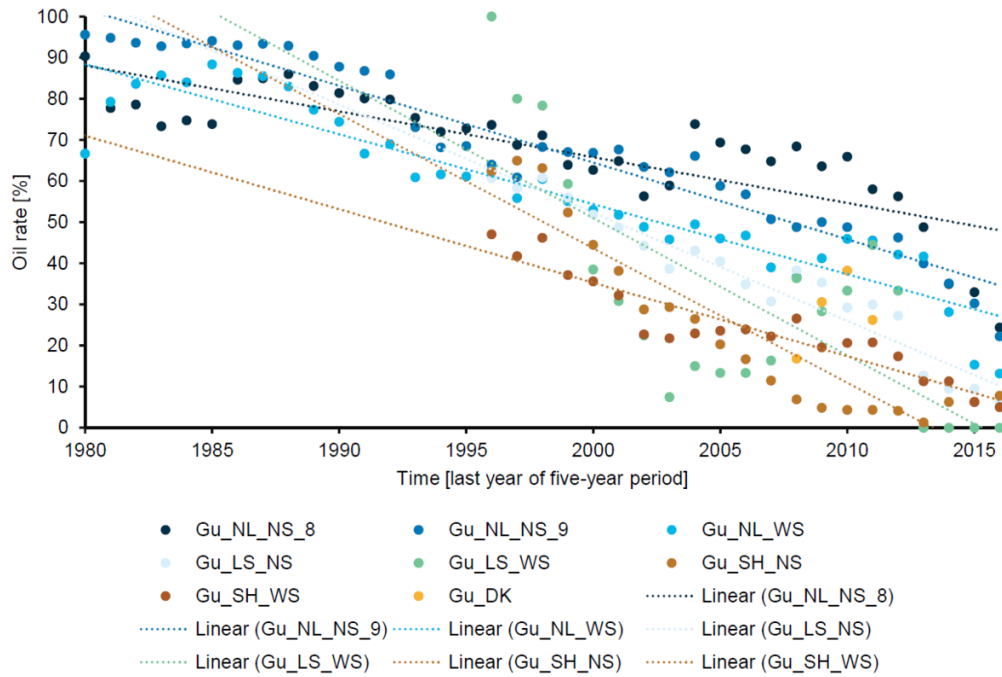 100
90
80
70
60
50
40
30
20
10
0
Oil rate [%]
1980 1985 1990 1995 2000 2005 2010 2015
Time [last year of five-year period]
Gu_NL_NS_8 Gu_NL_NS_9 Gu_NL_WS
Gu_LS_NS Gu_LS_WS Gu_SH_NS
Gu_SH_WS Gu_DK Linear (Gu_NL_NS_8)
Linear (Gu_NL_NS_9) Linear (Gu_NL_WS) Linear (Gu_LS_NS)
Linear (Gu_LS_WS) Linear (Gu_SH_NS) Linear (Gu_SH_WS)